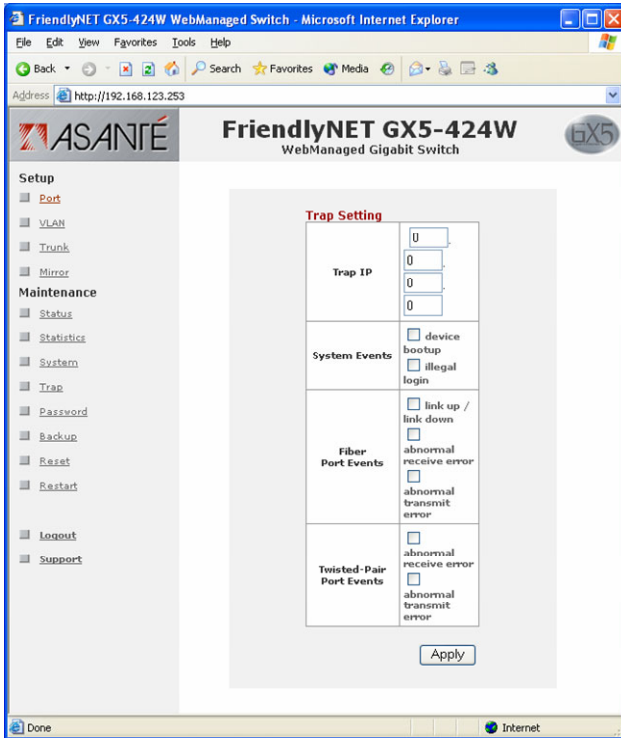 FriendlyNET GX5-424W WebManaged Switch - Microsoft Internet Explorer
File Edit View Favorites Tools Help
Back Search Favorites Media
Address http://192.168.123.253
ASANTÉ
FriendlyNET GX5-424W
WebManaged Gigabit Switch
GX5
Setup
Port
VLAN
Trunk
Mirror
Maintenance
Status
Statistics
System
Trap
Password
Backup
Reset
Restart
Logout
Support
Trap Setting
Trap IP
0.
0.
0.
0
System Events
device
bootup
illegal
login
Fiber
Port Events
link up /
link down
abnormal
receive error
abnormal
transmit
error
Twisted-Pair
Port Events
abnormal
receive error
abnormal
transmit
error
Apply
Done
Internet